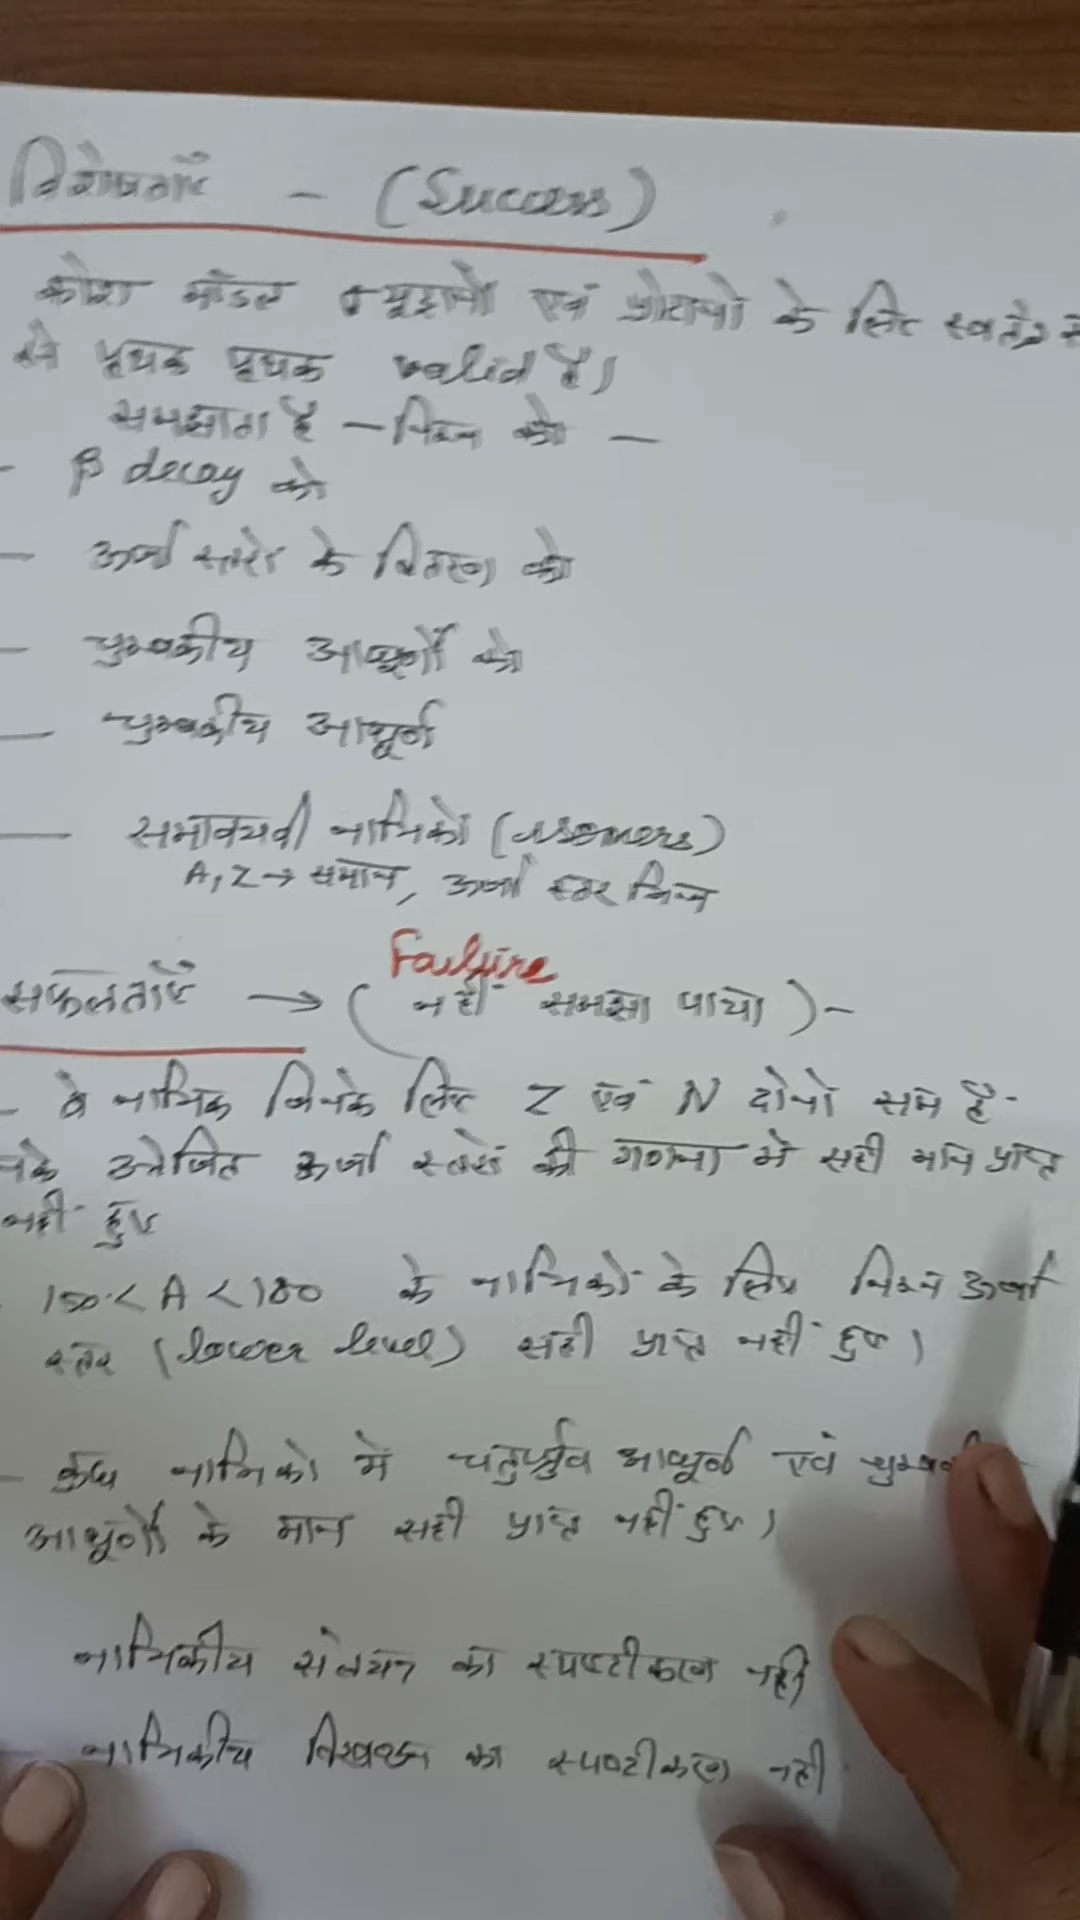 विशेषताएँ - (Success)
कोश मॉडल न्यूट्रानो एवं प्रोटानो के लिए स्वतंत्र
से पृथक पृथक valid है।
समझाता है - निम्न को -
- β decay को
- ऊर्जा स्तरों के वितरण को
- चुम्बकीय आघूर्णों को
- चुम्बकीय आघूर्ण
- समावयवी नाभिकों (isomers)
A, Z → समान, ऊर्जा स्तर भिन्न
Failure
सफलताएँ → ( नहीं समझा पाया ) -
- वे नाभिक जिनके लिए Z एवं N दोनो सम है-
नके उत्तेजित ऊर्जा स्तरों की गणना में सही मान प्राप्त
नहीं हुए
150 < A < 180 के नाभिकों के लिए निम्न ऊर्जा
स्तर (lower level) सही प्राप्त नहीं हुए।
- कुछ नाभिकों में चतुर्ध्रुव आघूर्ण एवं चुम्बकी
आघूर्णों के मान सही प्राप्त नहीं हुए।
नाभिकीय संलयन का स्पष्टीकरण नहीं
- नाभिकीय विखण्डन का स्पष्टीकरण नहीं